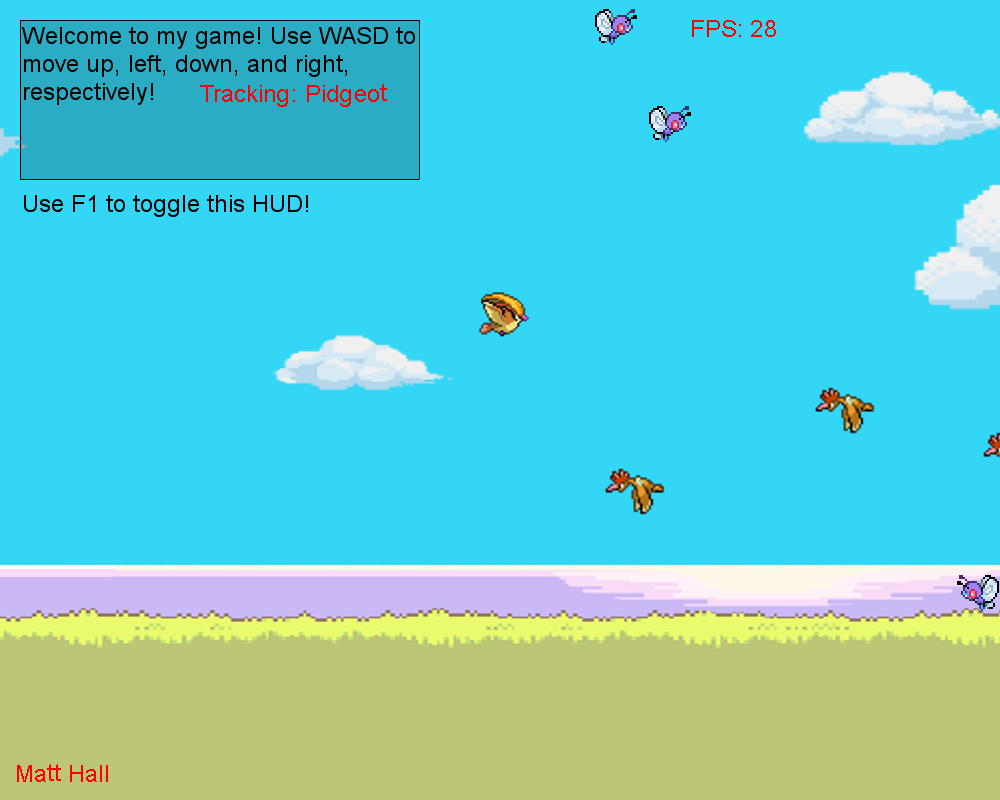 Welcome to my game! Use WASD to
move up, left, down, and right,
respectively!
Tracking: Pidgeot
Use F1 to toggle this HUD!
FPS: 28
Matt Hall